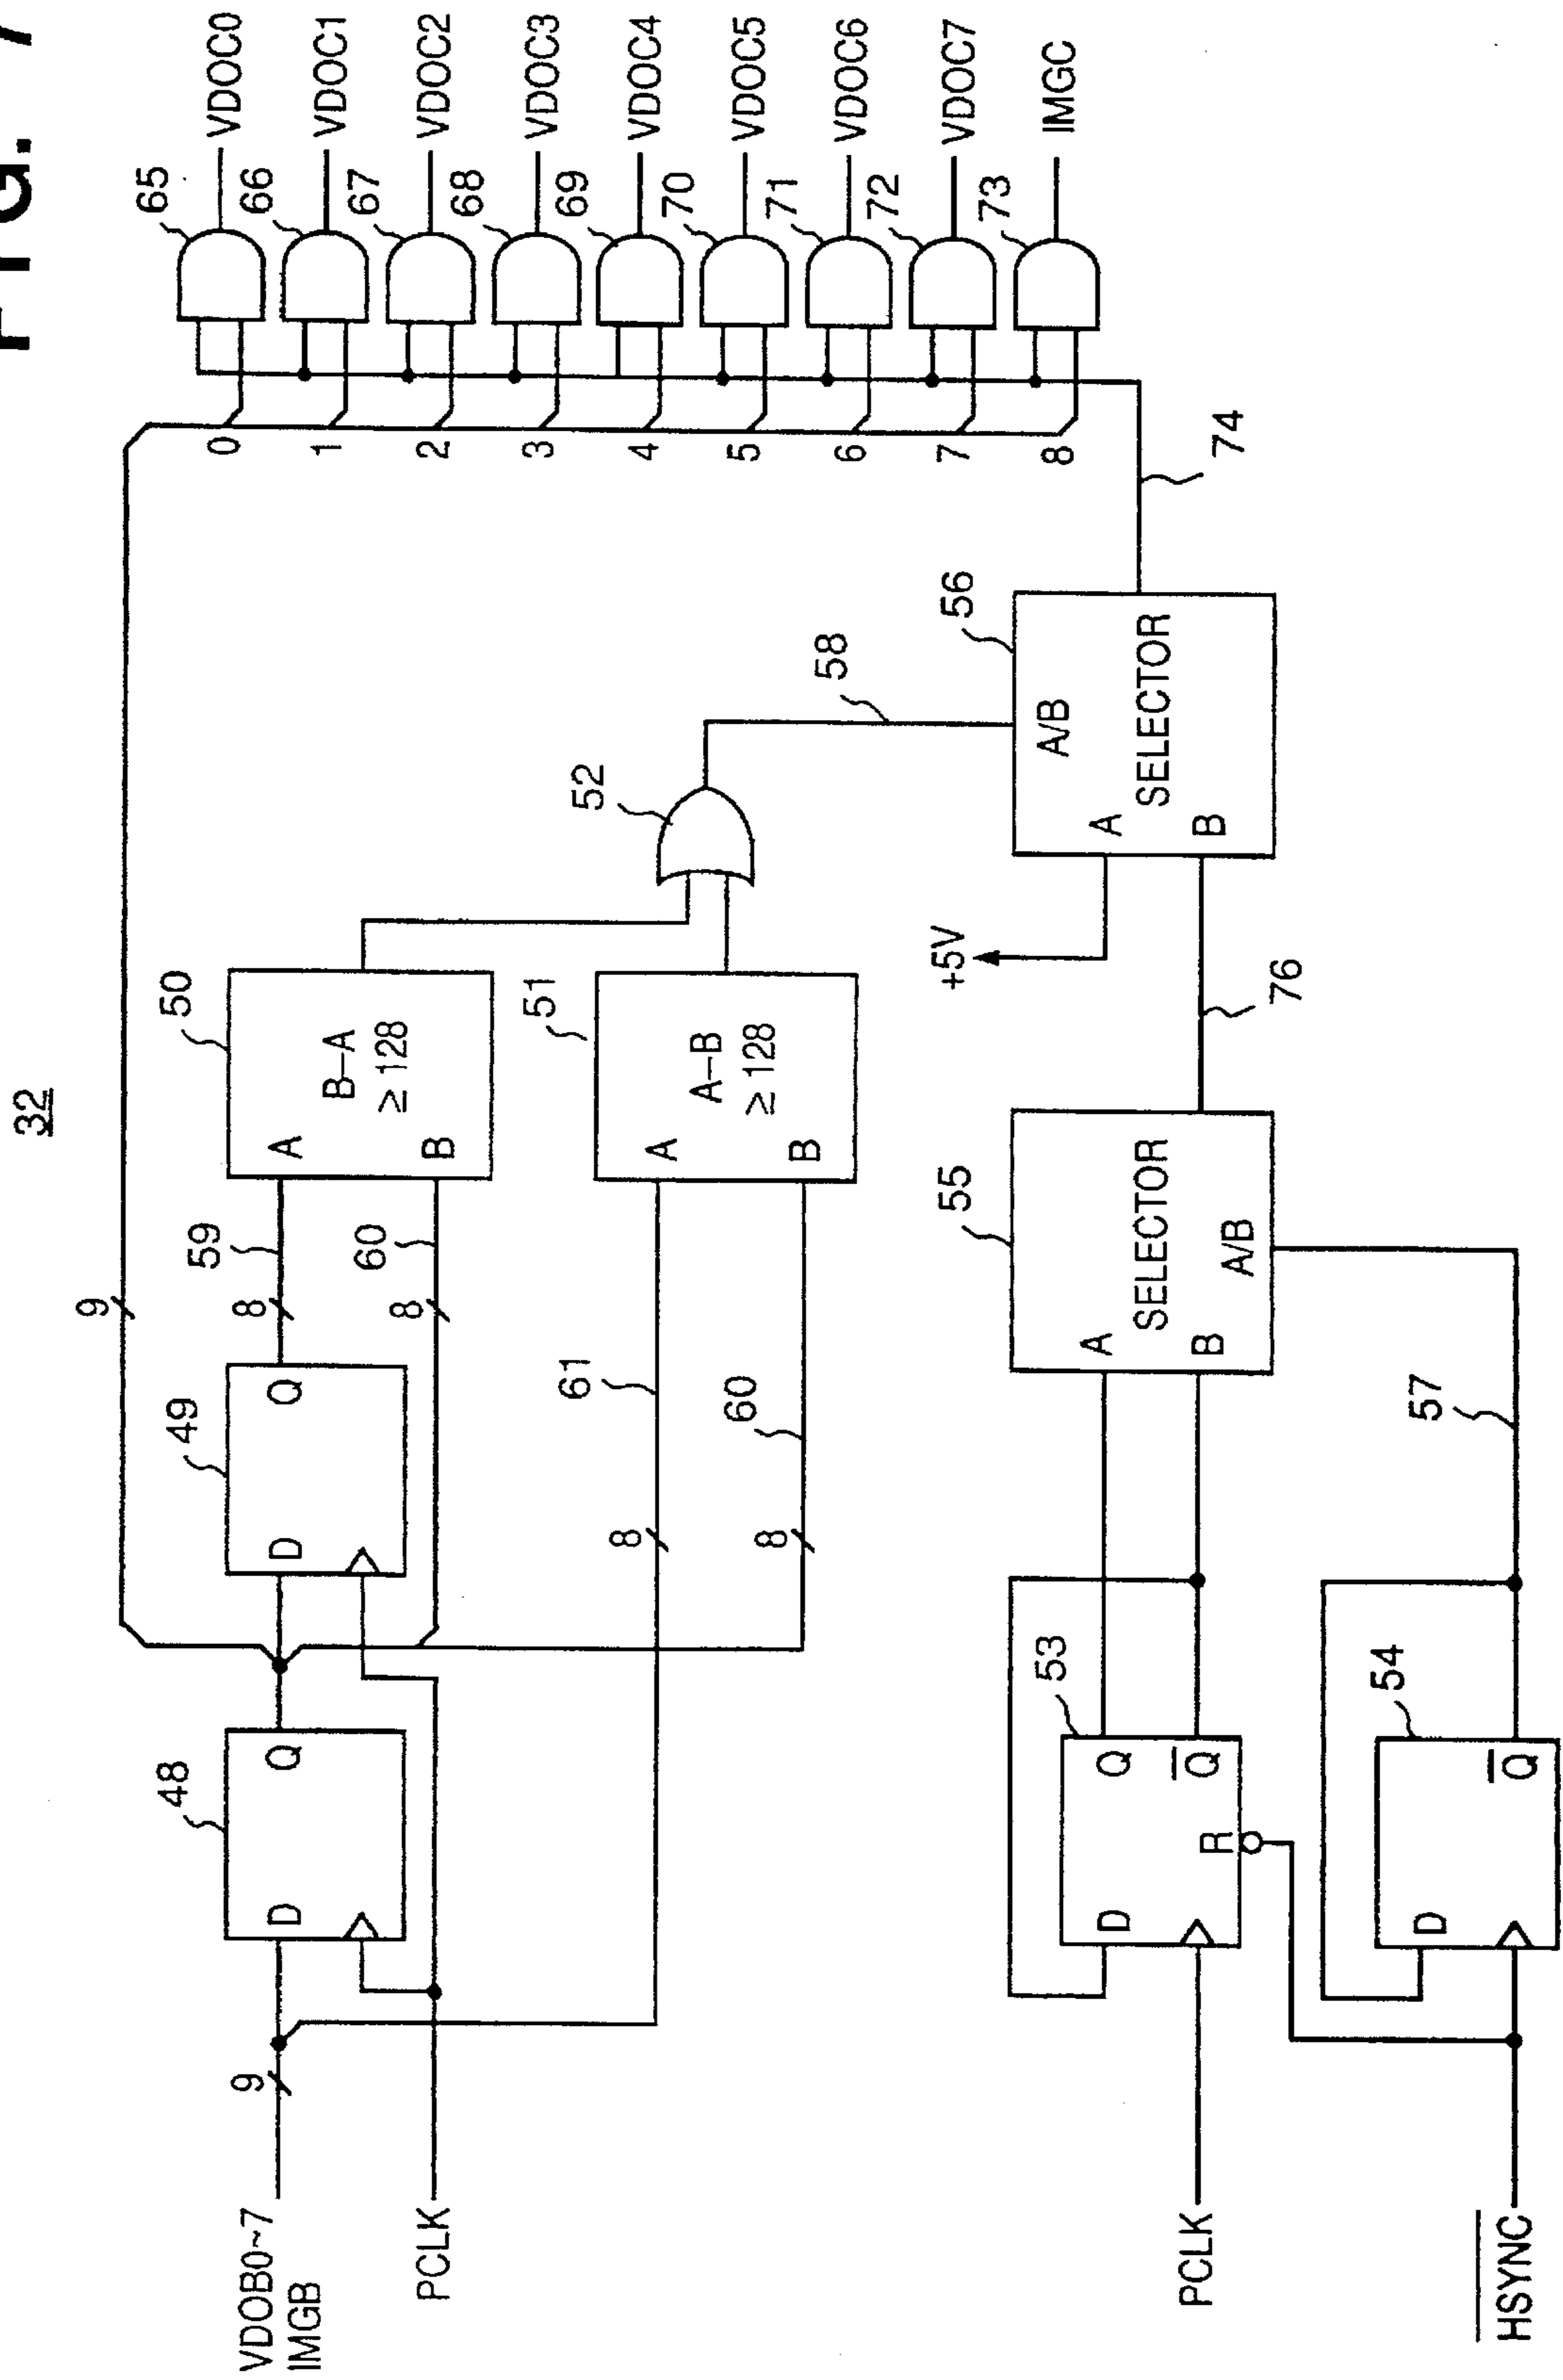 FIG. 7
32
65
66
67
68
69
70
71
72
73
VDOC0
VDOC1
VDOC2
VDOC3
VDOC4
VDOC5
VDOC6
VDOC7
IMGC
0
1
2
3
4
5
6
7
8
74
9
VDOB0~7
IMGB
9
PCLK
48
D
Q
49
D
Q
59
8
60
8
50
A
B
B–A
≥128
61
8
60
8
51
A
B
A–B
≥128
52
58
+5V
56
A/B
A
B
SELECTOR
76
55
A
B
SELECTOR
A/B
57
PCLK
53
D
Q
Q̅
R
H̅S̅Y̅N̅C̅
54
D
Q̅